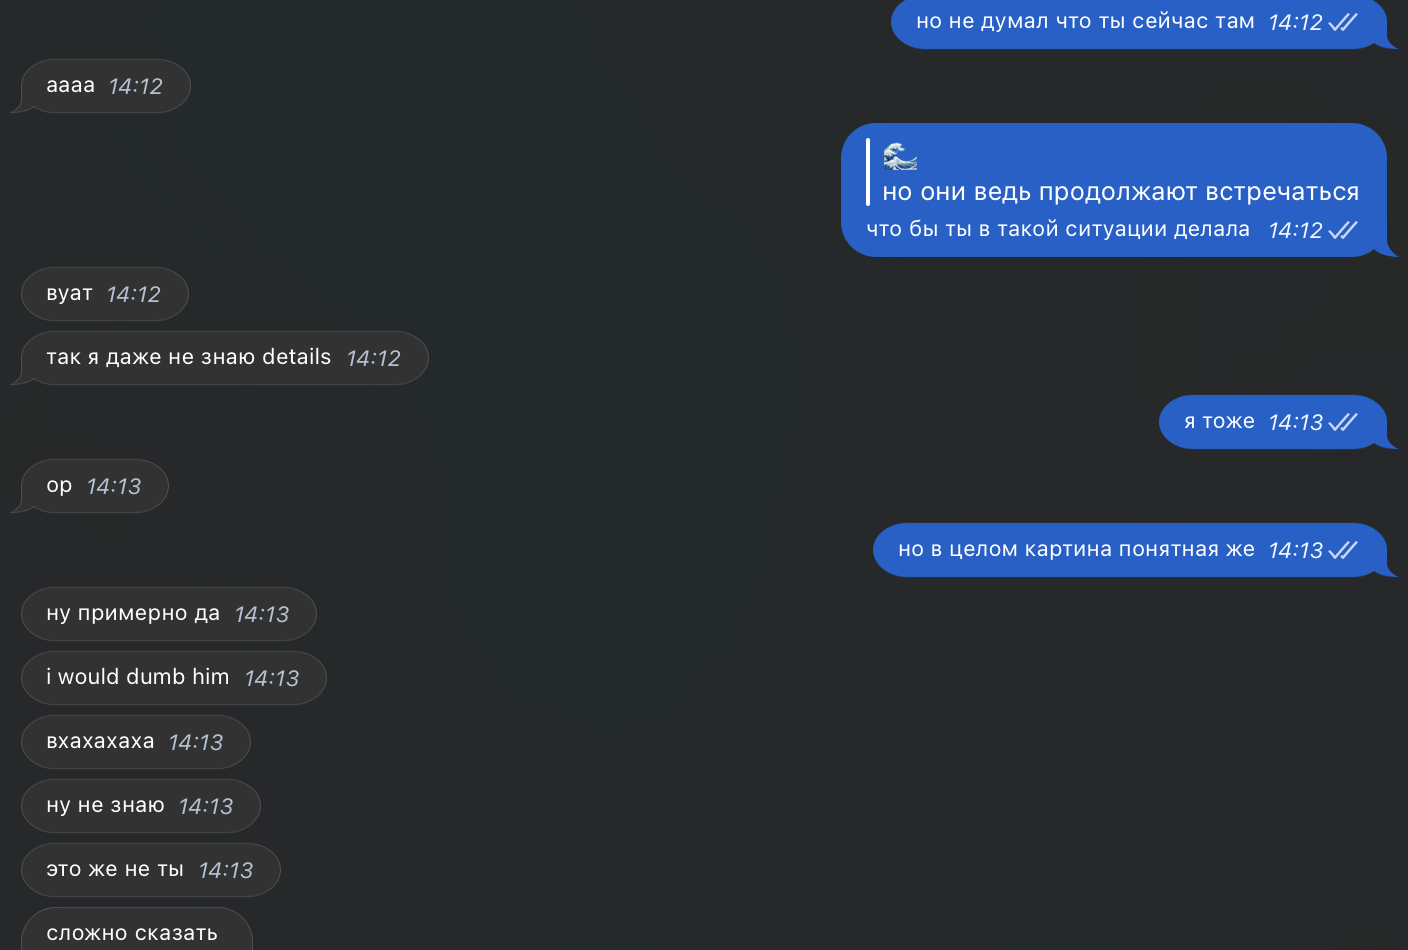 но не думал что ты сейчас там 14:12
аааа 14:12
но они ведь продолжают встречаться
что бы ты в такой ситуации делала 14:12
вуат 14:12
так я даже не знаю details 14:12
я тоже 14:13
ор 14:13
но в целом картина понятная же 14:13
ну примерно да 14:13
i would dumb him 14:13
вхахахаха 14:13
ну не знаю 14:13
это же не ты 14:13
сложно сказать